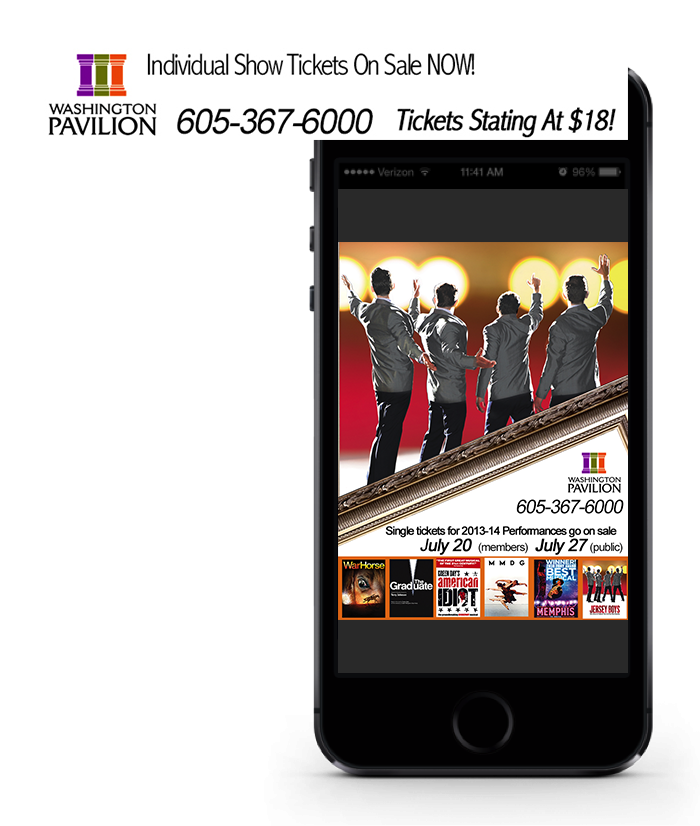 Individual Show Tickets On Sale NOW!
WASHINGTON
PAVILION
605-367-6000
Tickets Stating At $18!
Verizon
11:41 AM
96%
WASHINGTON
PAVILION
605-367-6000
Single tickets for 2013-14 Performances go on sale
July 20 (members) July 27 (public)
WarHorse
The
Graduate
GREEN DAY'S
american
IDIOT
MMDG
WINNER!
BEST
MUSICAL
MEMPHIS
JERSEY BOYS